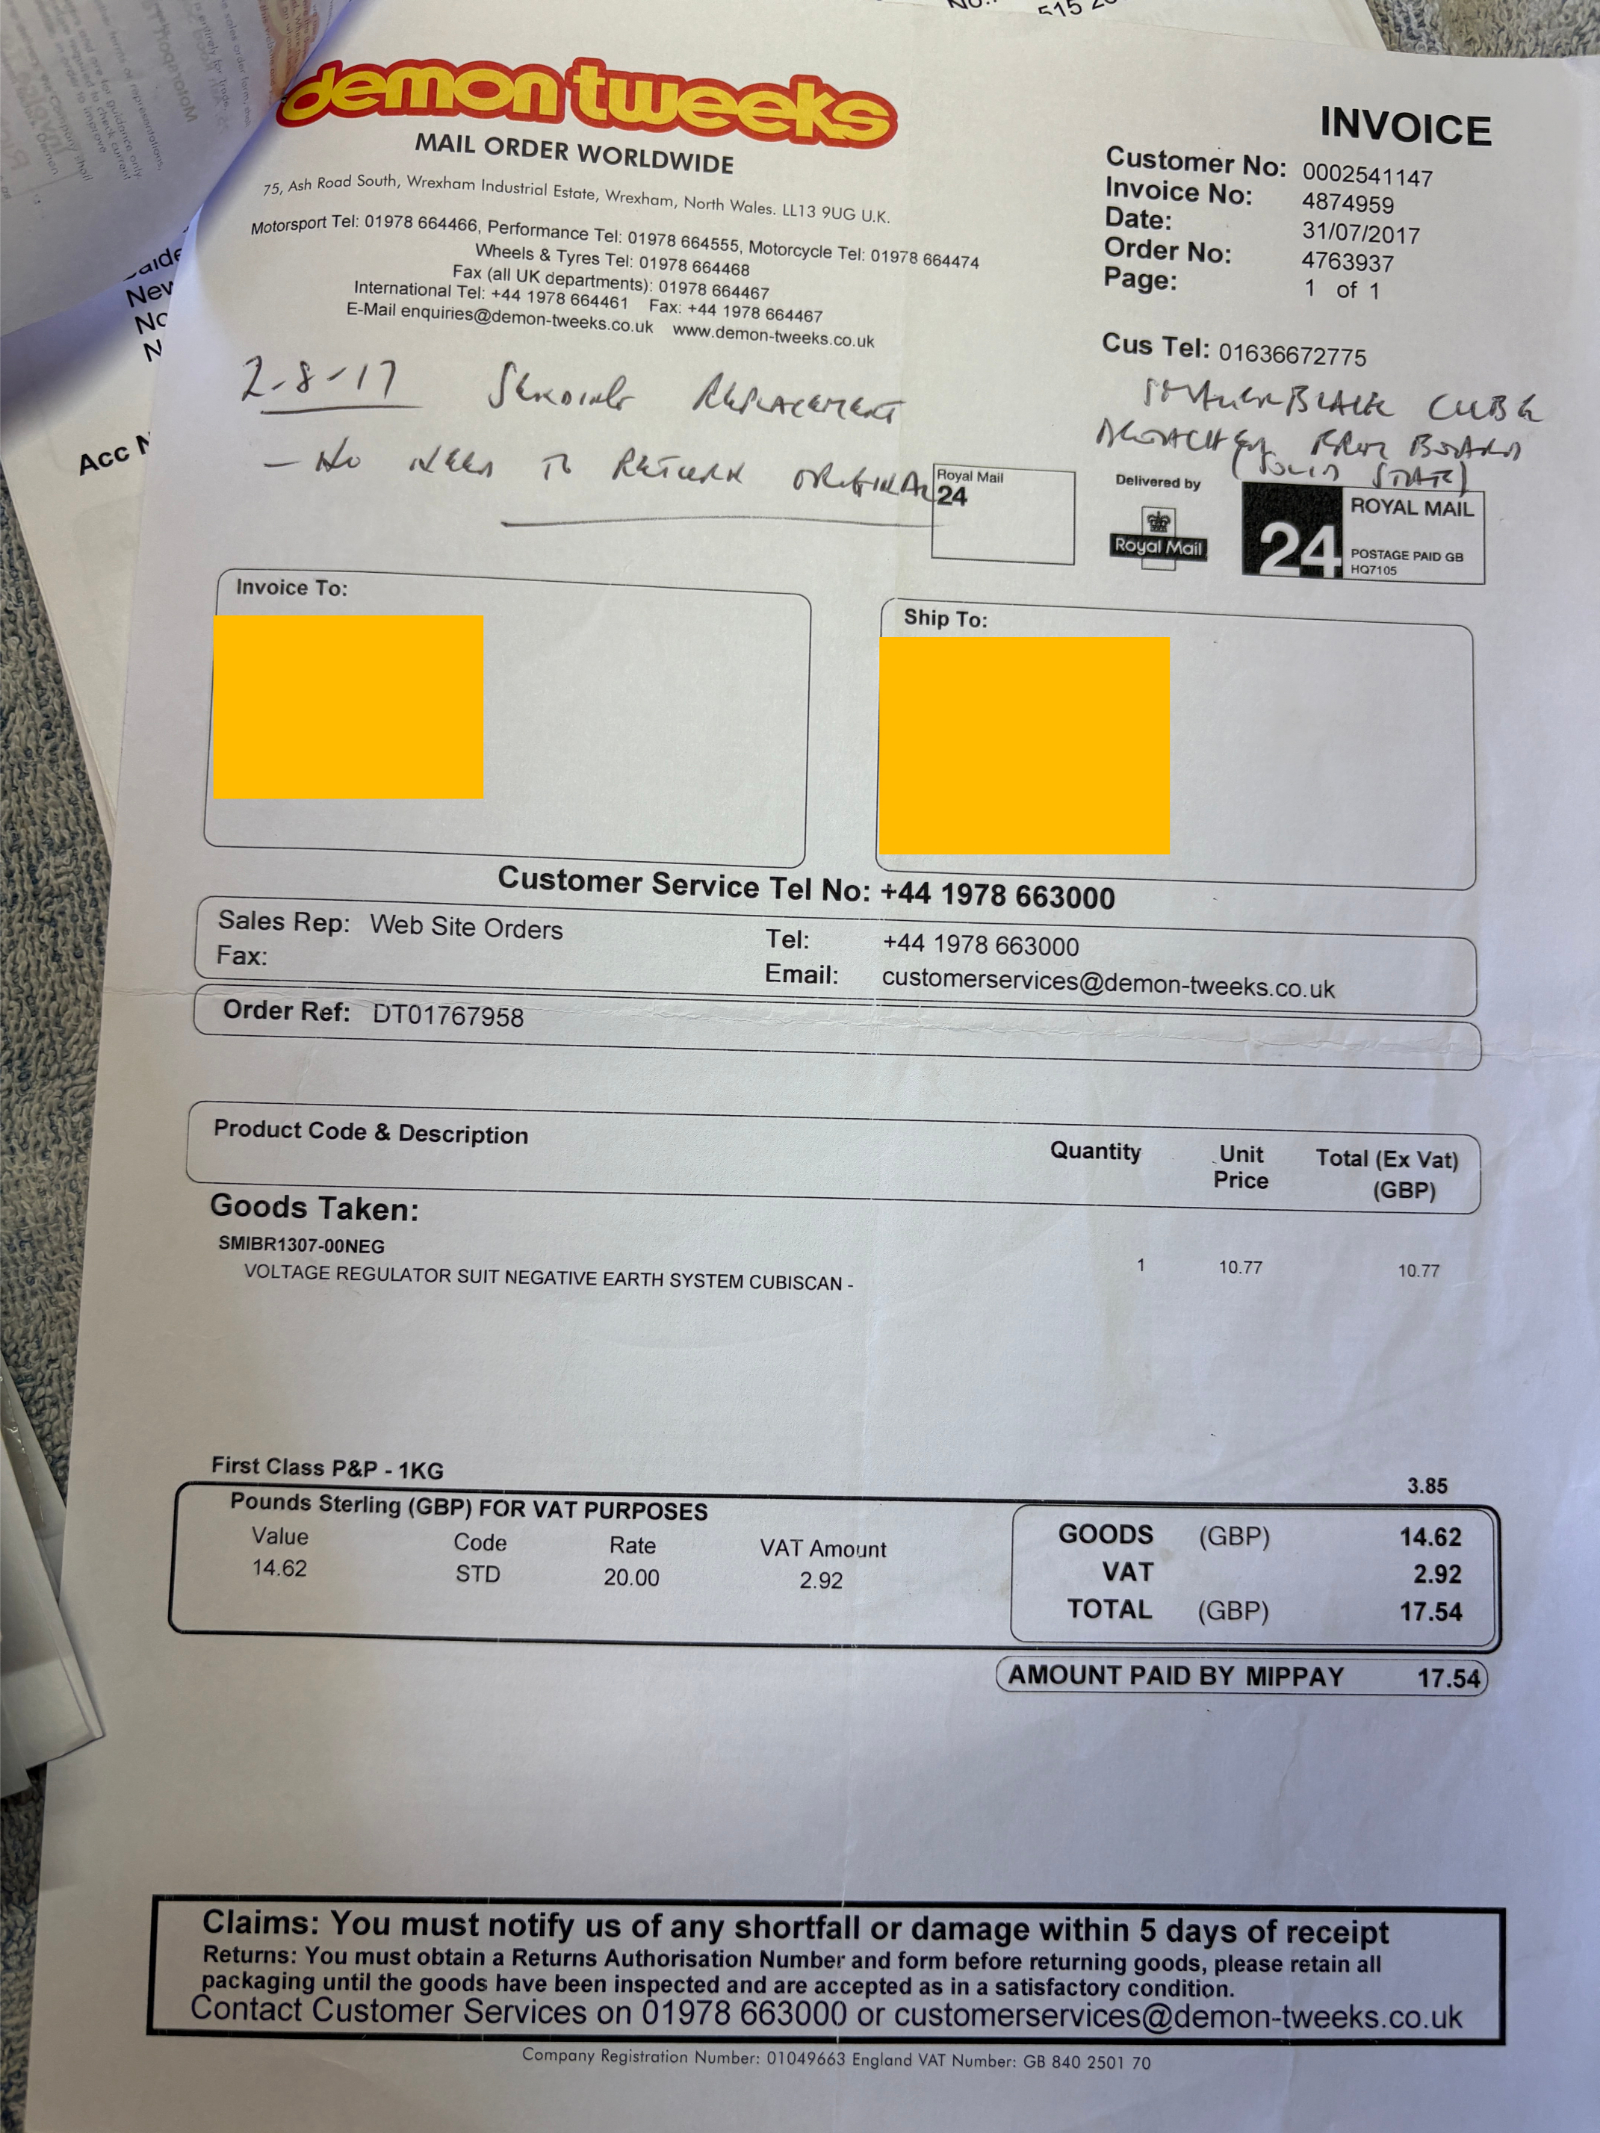 No.:
515
demon tweeks
MAIL ORDER WORLDWIDE
75, Ash Road South, Wrexham Industrial Estate, Wrexham, North Wales. LL13 9UG U.K.
Motorsport Tel: 01978 664466, Performance Tel: 01978 664555, Motorcycle Tel: 01978 664474
Wheels & Tyres Tel: 01978 664468
Fax (all UK departments): 01978 664467
International Tel: +44 1978 664461 Fax: +44 1978 664467
E-Mail enquiries@demon-tweeks.co.uk www.demon-tweeks.co.uk
INVOICE
Customer No: 0002541147
Invoice No: 4874959
Date: 31/07/2017
Order No: 4763937
Page: 1 of 1
Cus Tel: 01636672775
2-8-17 SENDING REPLACEMENT
- NO NEED TO RETURN ORIGINAL
SMALLER BLACK CUBE
DETACHED FROM BOARD
(SOLID STATE)
Acc N
Royal Mail
24
Delivered by
Royal Mail
24
ROYAL MAIL
POSTAGE PAID GB
HQ7105
Invoice To:
Ship To:
Customer Service Tel No: +44 1978 663000
Sales Rep: Web Site Orders
Fax:
Tel: +44 1978 663000
Email: customerservices@demon-tweeks.co.uk
Order Ref: DT01767958
Product Code & Description Quantity Unit Price Total (Ex Vat) (GBP)
Goods Taken:
SMIBR1307-00NEG
VOLTAGE REGULATOR SUIT NEGATIVE EARTH SYSTEM CUBISCAN - 1 10.77 10.77
First Class P&P - 1KG 3.85
Pounds Sterling (GBP) FOR VAT PURPOSES
Value Code Rate VAT Amount
14.62 STD 20.00 2.92
GOODS (GBP) 14.62
VAT 2.92
TOTAL (GBP) 17.54
AMOUNT PAID BY MIPPAY 17.54
Claims: You must notify us of any shortfall or damage within 5 days of receipt
Returns: You must obtain a Returns Authorisation Number and form before returning goods, please retain all
packaging until the goods have been inspected and are accepted as in a satisfactory condition.
Contact Customer Services on 01978 663000 or customerservices@demon-tweeks.co.uk
Company Registration Number: 01049663 England VAT Number: GB 840 2501 70